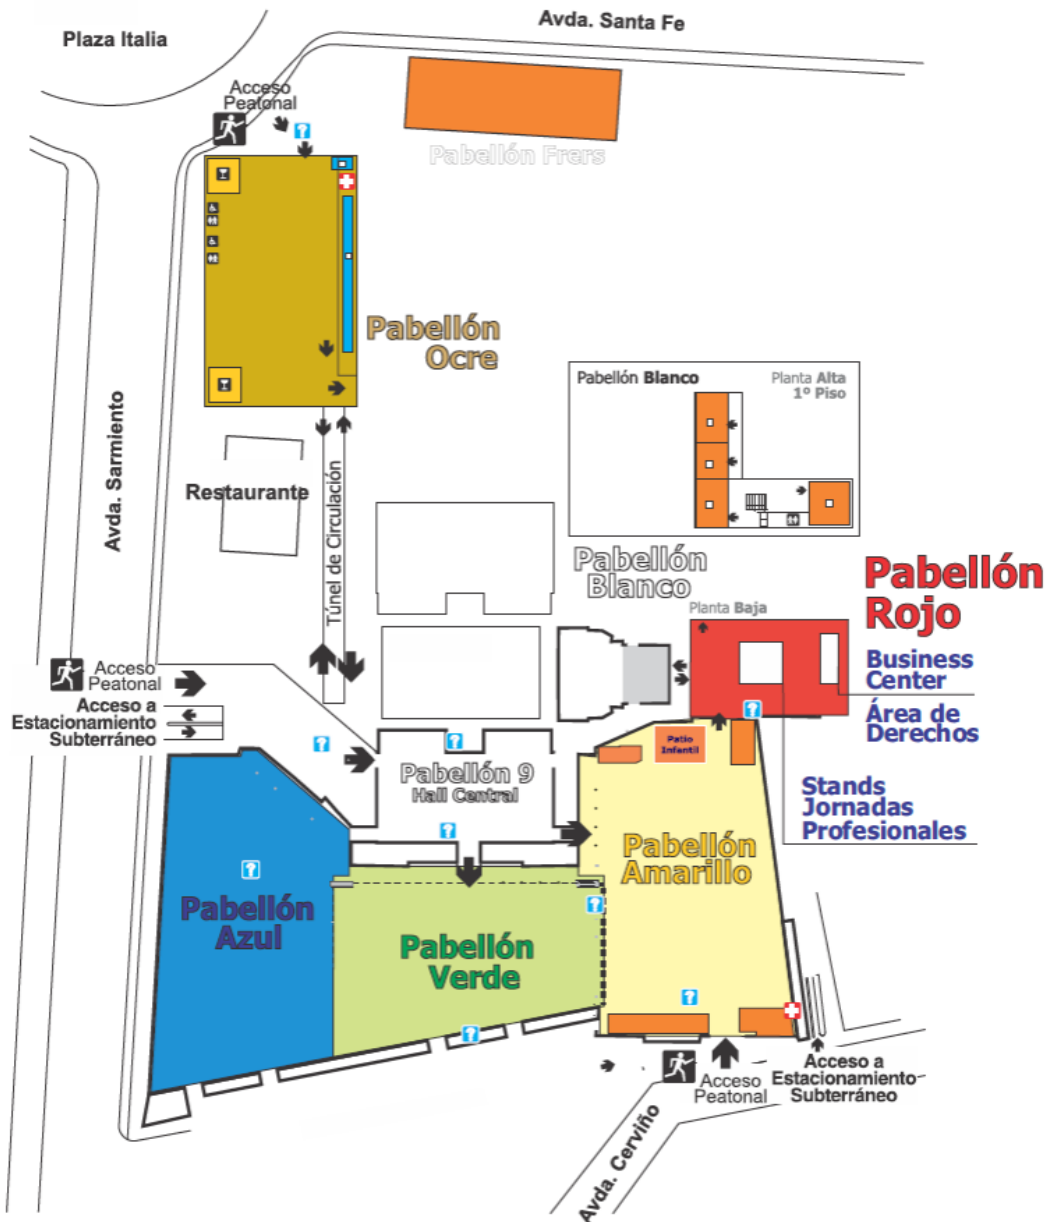 Avda. Santa Fe
Plaza Italia
Acceso
Peatonal
Pabellón Frers
Pabellón
Ocre
Pabellón Blanco
Planta Alta
1º Piso
Avda. Sarmiento
Restaurante
Túnel de Circulación
Pabellón
Blanco
Pabellón
Rojo
Planta Baja
Business
Center
Área de
Derechos
Acceso
Peatonal
Acceso a
Estacionamiento
Subterráneo
Patio
Infantil
Pabellón 9
Hall Central
Stands
Jornadas
Profesionales
Pabellón
Amarillo
Pabellón
Azul
Pabellón
Verde
Acceso
Peatonal
Acceso a
Estacionamiento
Subterráneo
Avda. Cerviño